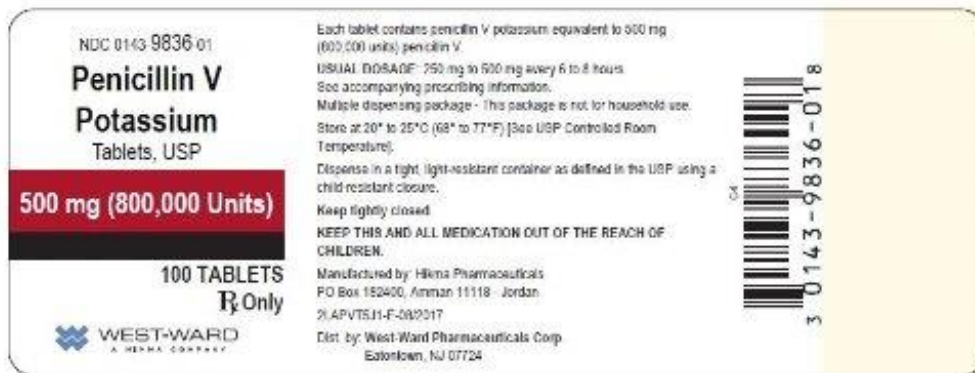 NDC 0143-9836-01
Penicillin V
Potassium
Tablets, USP
500 mg (800,000 Units)
100 TABLETS
Rx Only
WEST-WARD
A HIKMA COMPANY
Each tablet contains penicillin V potassium equivalent to 500 mg
(800,000 units) penicillin V.
USUAL DOSAGE: 250 mg to 500 mg every 6 to 8 hours.
See accompanying prescribing information.
Multiple dispensing package - This package is not for household use.
Store at 20° to 25°C (68° to 77°F) [See USP Controlled Room
Temperature].
Dispense in a tight, light-resistant container as defined in the USP using a
child-resistant closure.
Keep tightly closed.
KEEP THIS AND ALL MEDICATION OUT OF THE REACH OF
CHILDREN.
Manufactured by: Hikma Pharmaceuticals
PO Box 182400, Amman 11118 - Jordan
Dist. by: West-Ward Pharmaceuticals Corp.
Eatontown, NJ 07724
3 0143-9836-01 8